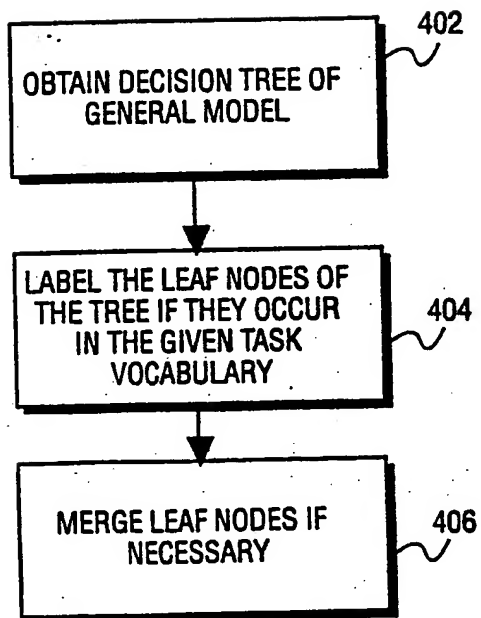 402
OBTAIN DECISION TREE OF
GENERAL MODEL
LABEL THE LEAF NODES OF
THE TREE IF THEY OCCUR
IN THE GIVEN TASK
VOCABULARY
404
MERGE LEAF NODES IF
NECESSARY
406